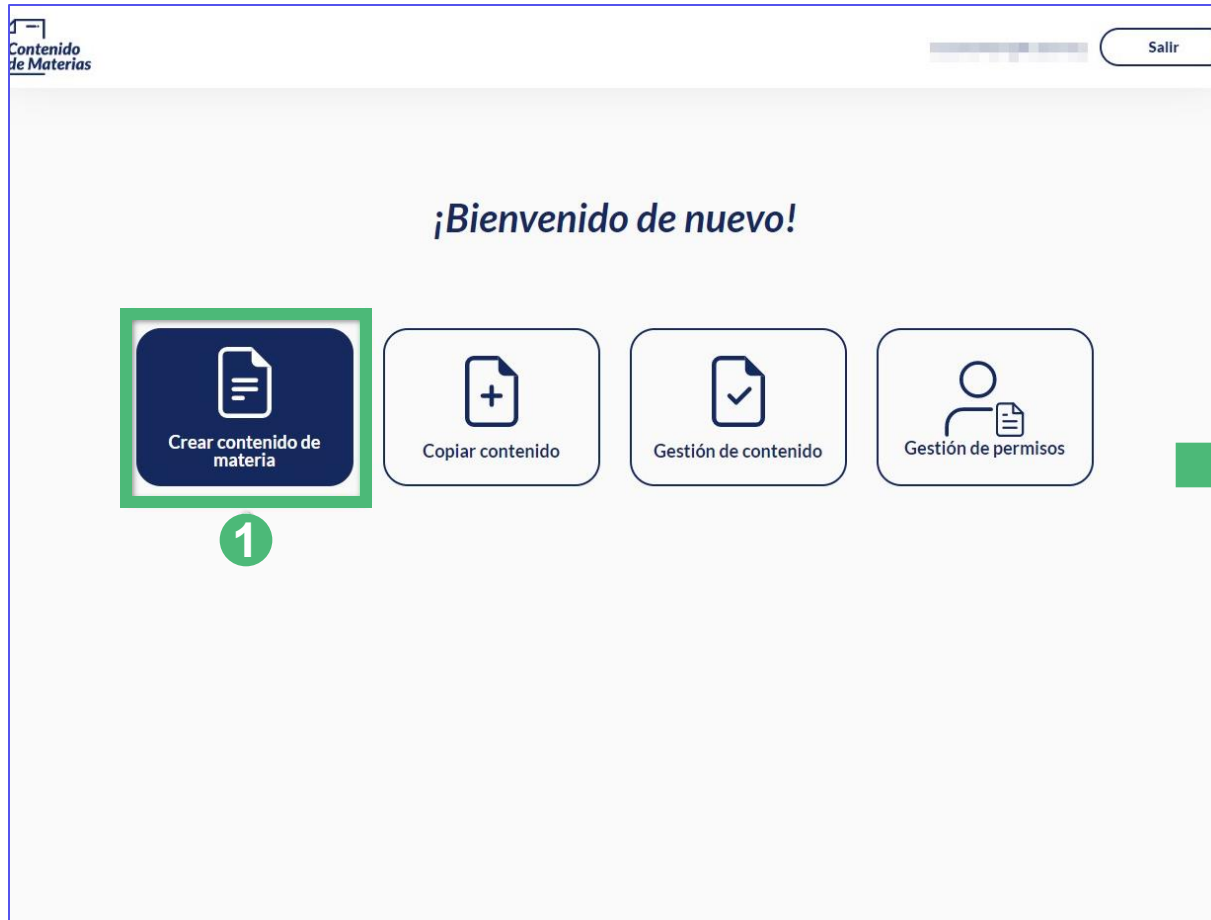 Contenido
de Materias
Salir
¡Bienvenido de nuevo!
Crear contenido de
materia
Copiar contenido
Gestión de contenido
Gestión de permisos
1